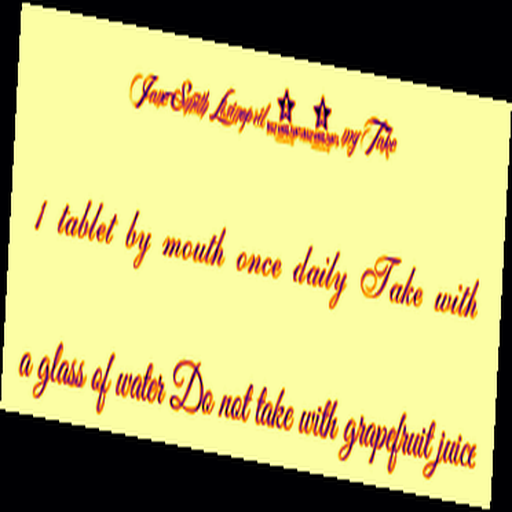 Jane Smith Lisinopril mg Take
1 tablet by mouth once daily Take with
a glass of water Do not take with grapefruit juice